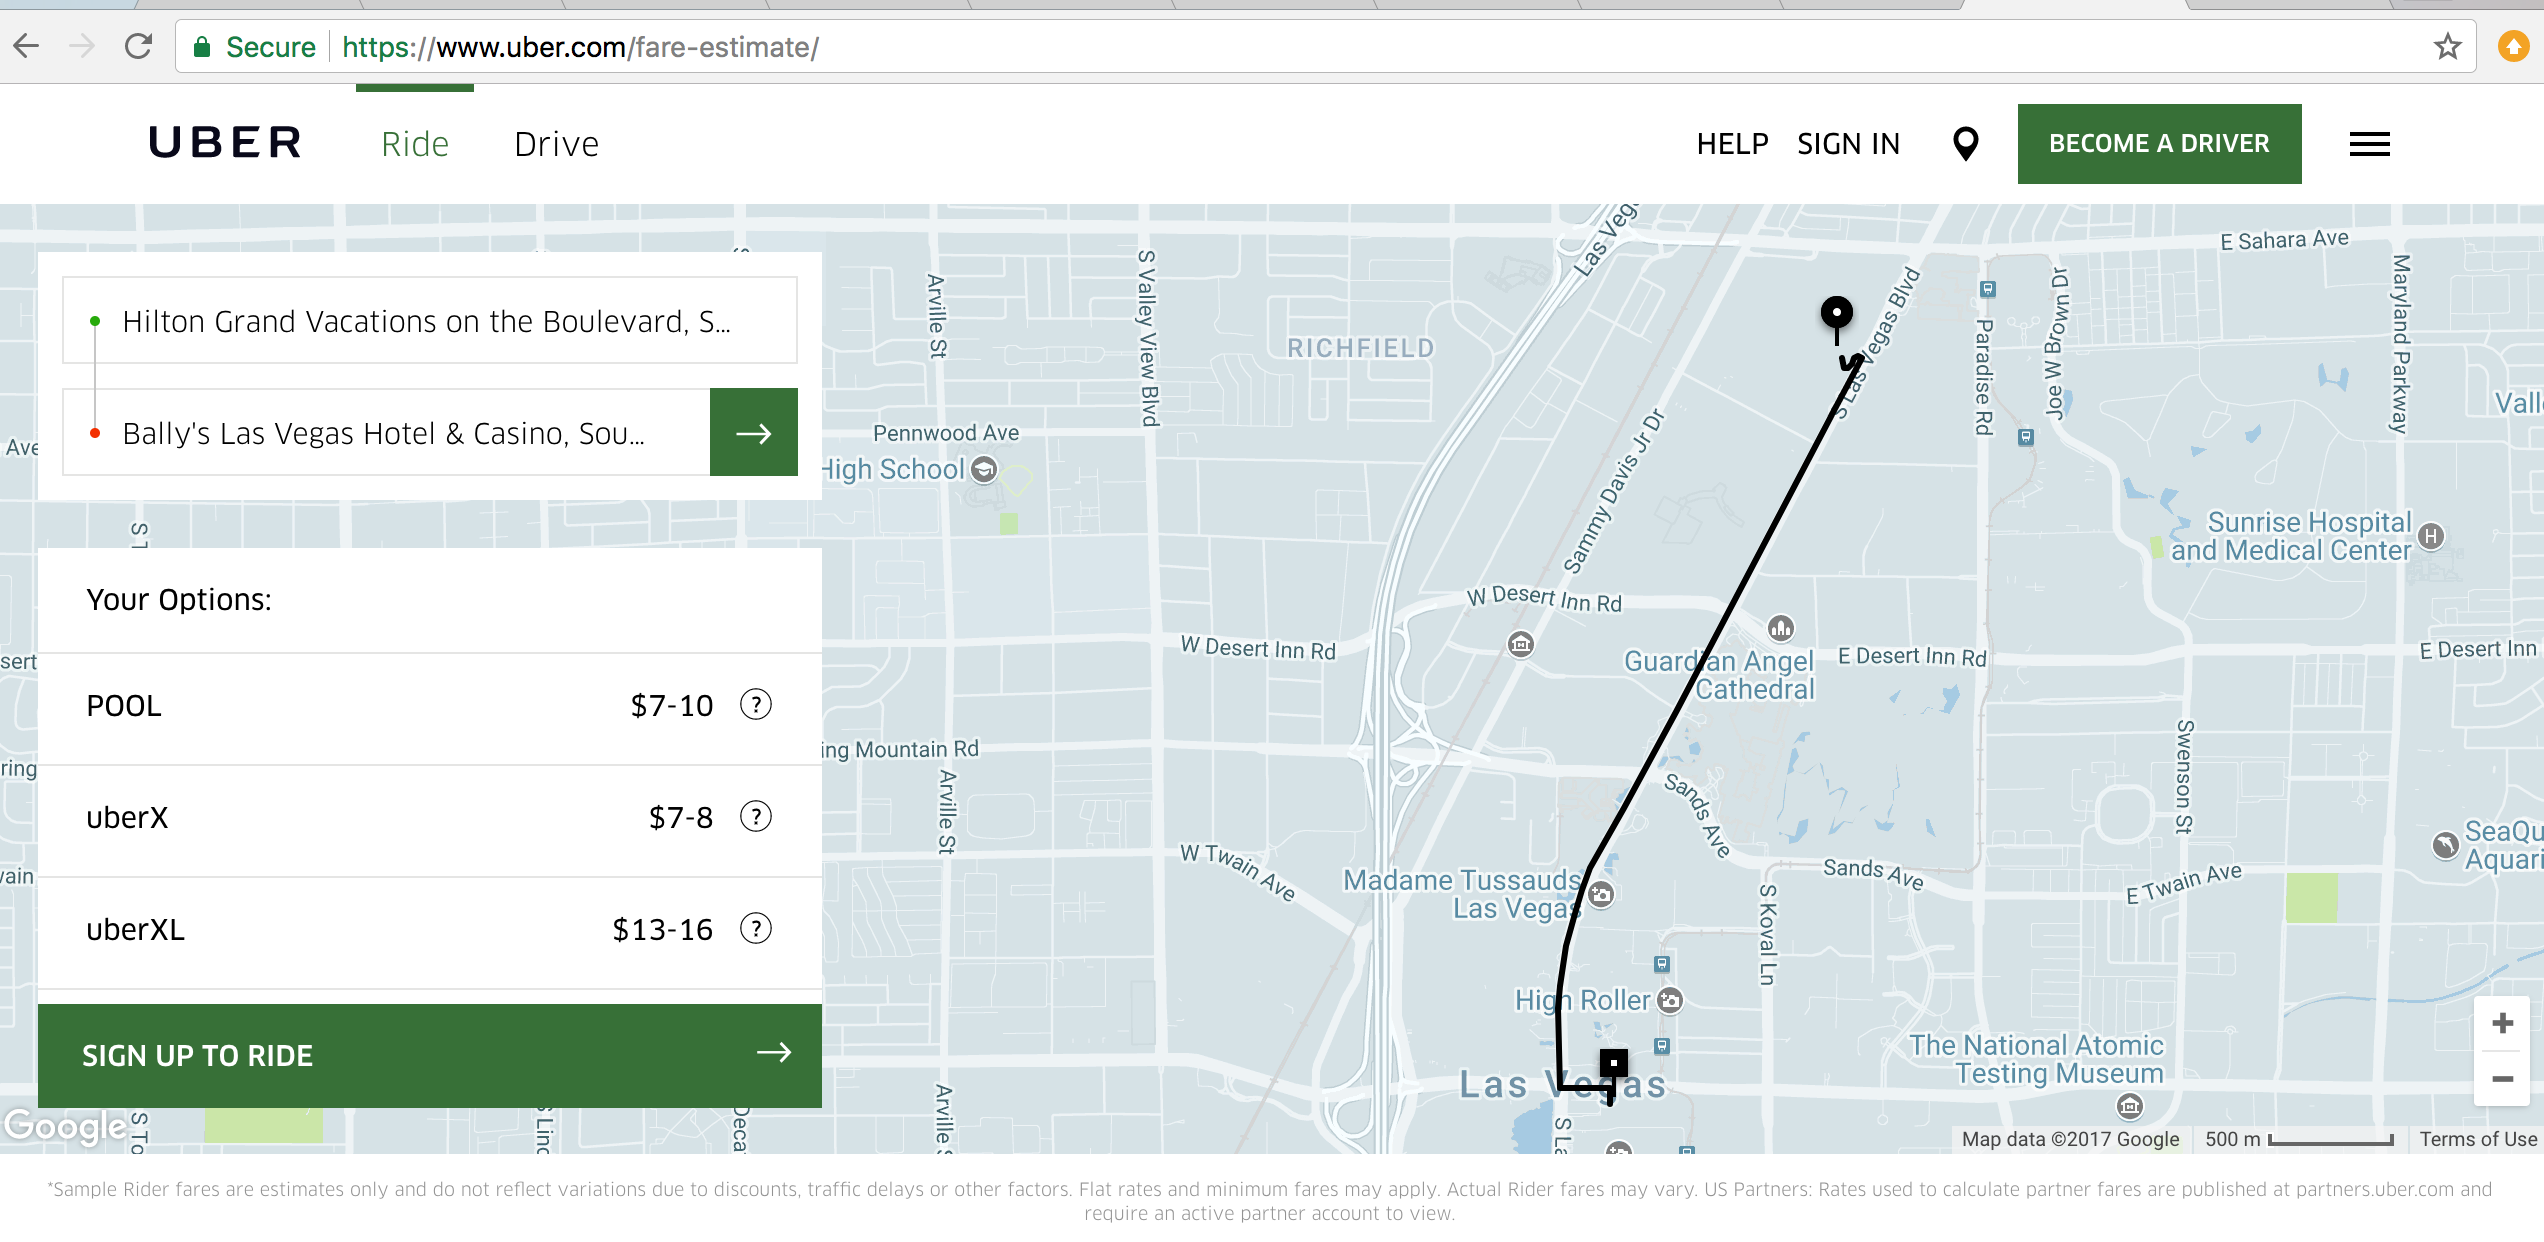 Secure https://www.uber.com/fare-estimate/
UBER Ride Drive HELP SIGN IN BECOME A DRIVER
Hilton Grand Vacations on the Boulevard, S...
Bally's Las Vegas Hotel & Casino, Sou...
Your Options:
POOL $7-10 ?
uberX $7-8 ?
uberXL $13-16 ?
SIGN UP TO RIDE
E Sahara Ave
S Las Vegas Blvd
Arville St
S Valley View Blvd
RICHFIELD
Paradise Rd
Joe W Brown Dr
Maryland Parkway
Pennwood Ave
High School
Ave
Sammy Davis Jr Dr
Sunrise Hospital
and Medical Center
H
W Desert Inn Rd
W Desert Inn Rd
Guardian Angel
Cathedral
E Desert Inn Rd
E Desert Inn
ing Mountain Rd
ring
Arville St
Sands Ave
Swenson St
W Twain Ave
Madame Tussauds
Las Vegas
Sands Ave
E Twain Ave
SeaQu
Aquari
S Koval Ln
High Roller
Las Vegas
The National Atomic
Testing Museum
Arville S
Google
Map data ©2017 Google 500 m Terms of Use
*Sample Rider fares are estimates only and do not reflect variations due to discounts, traffic delays or other factors. Flat rates and minimum fares may apply. Actual Rider fares may vary. US Partners: Rates used to calculate partner fares are published at partners.uber.com and
require an active partner account to view.